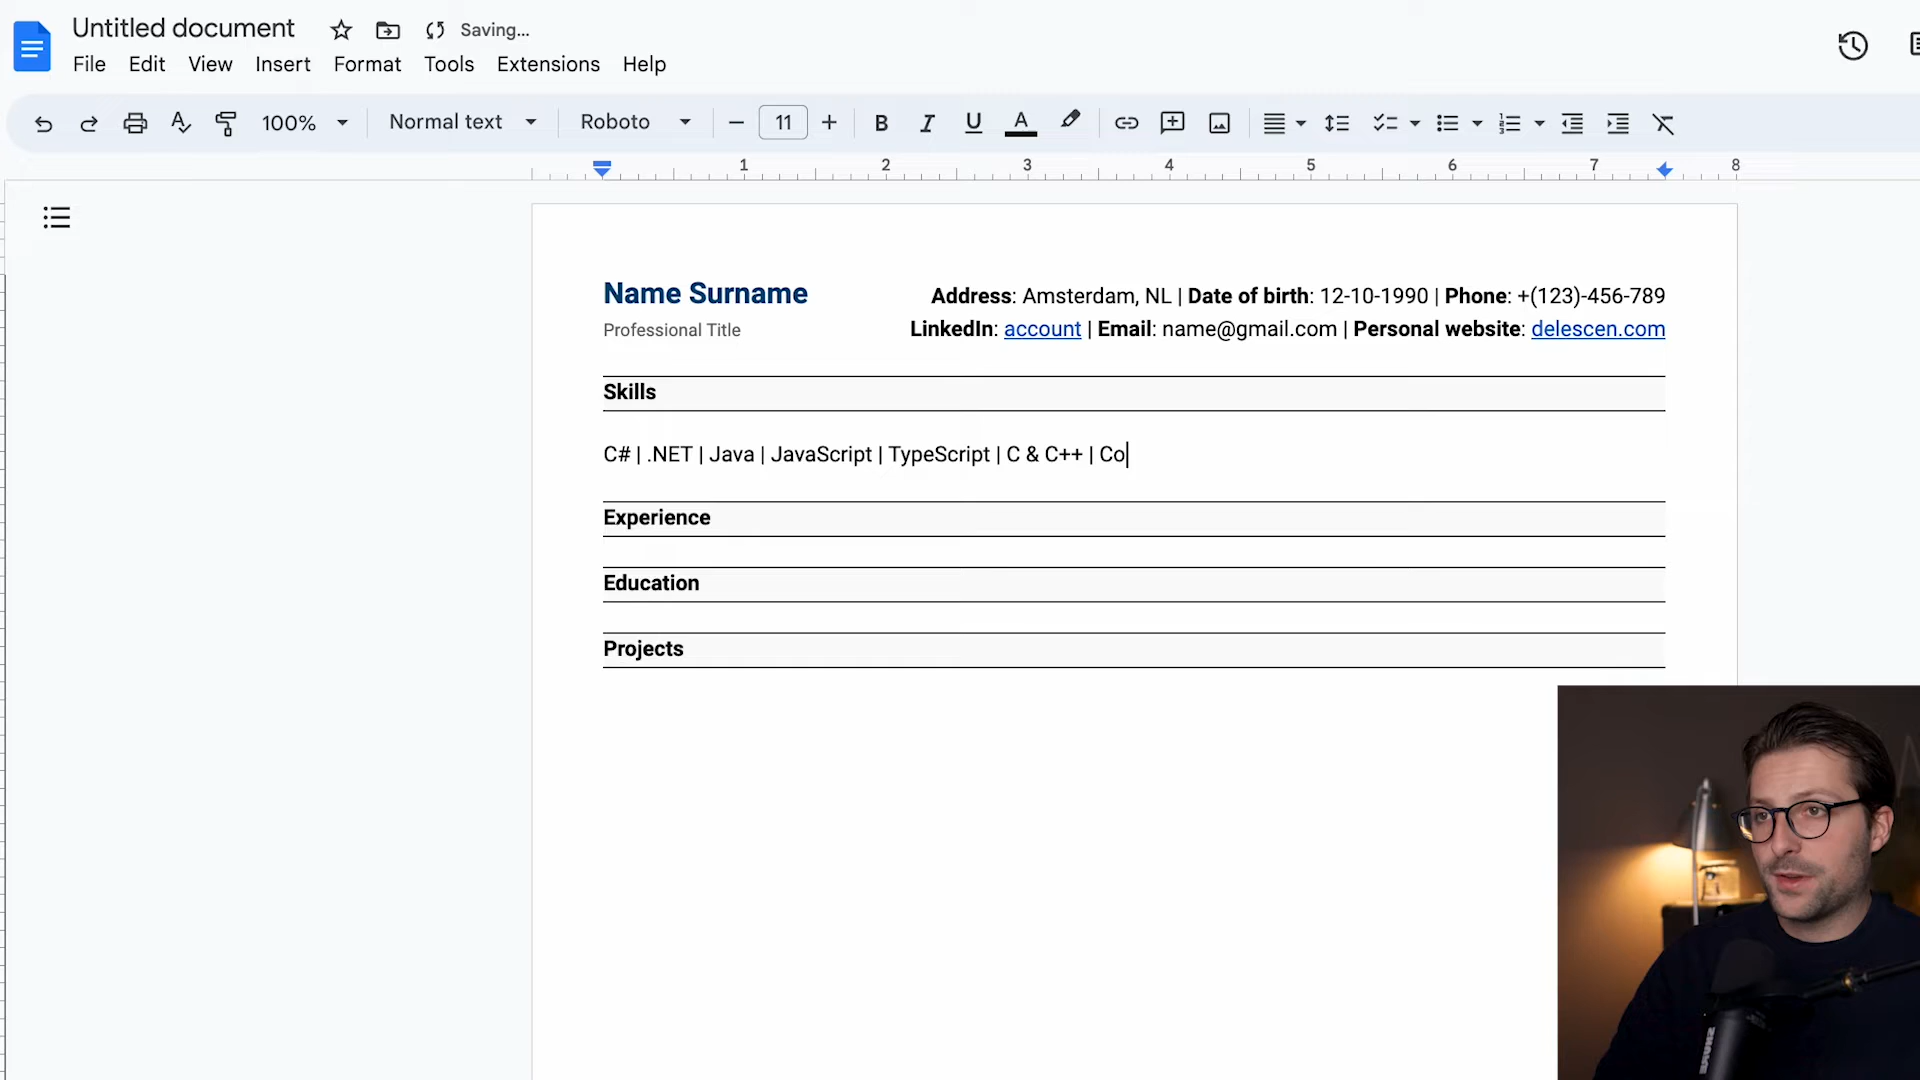 Untitled document
Saving...
File Edit View Insert Format Tools Extensions Help
100% Normal text Roboto 11 B I U A
1 2 3 4 5 6 7 8
Name Surname
Address: Amsterdam, NL | Date of birth: 12-10-1990 | Phone: +(123)-456-789
Professional Title
LinkedIn: account | Email: name@gmail.com | Personal website: delescen.com
Skills
C# | .NET | Java | JavaScript | TypeScript | C & C++ | Co
Experience
Education
Projects